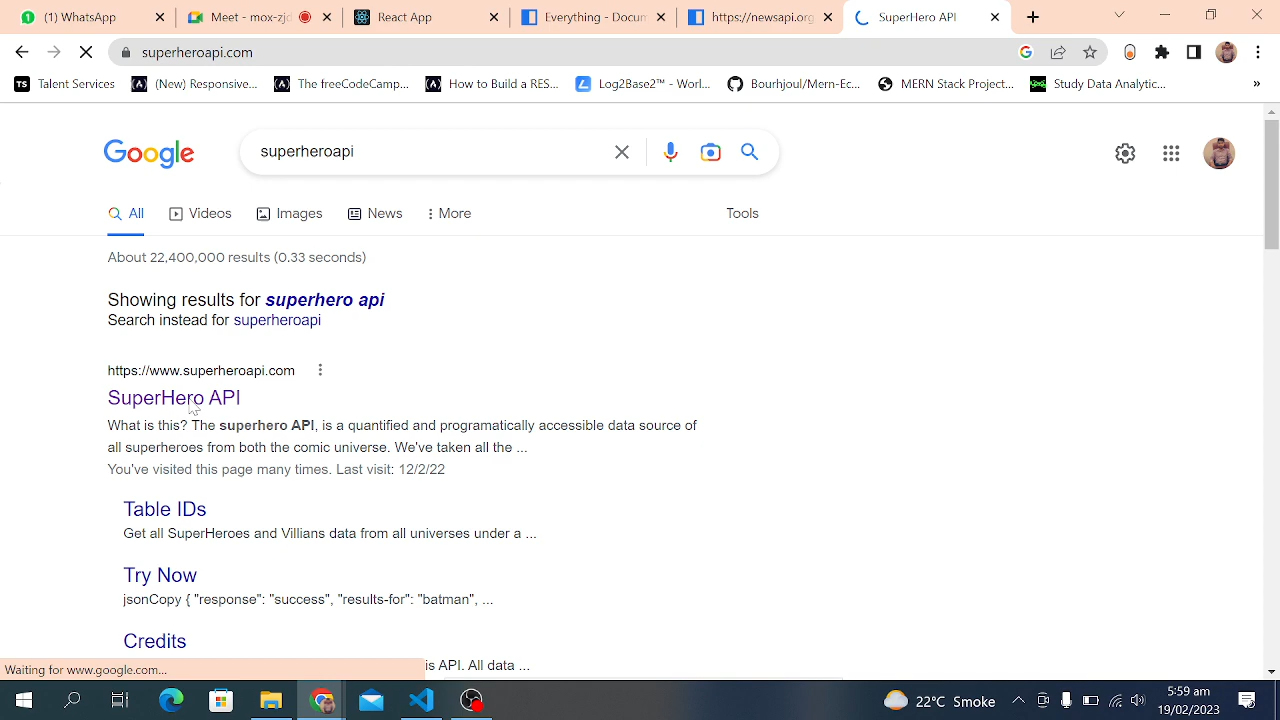 (1) WhatsApp
Meet - mox-zjd
React App
Everything - Docum
https://newsapi.org
SuperHero API
superheroapi.com
TS Talent Services
(New) Responsive...
The freeCodeCamp...
How to Build a RES...
Log2Base2™ - Worl...
Bourhjoul/Mern-Ec...
MERN Stack Project...
Study Data Analytic...
»
Google
superheroapi
All
Videos
Images
News
More
Tools
About 22,400,000 results (0.33 seconds)
Showing results for superhero api
Search instead for superheroapi
https://www.superheroapi.com
SuperHero API
What is this? The superhero API, is a quantified and programatically accessible data source of
all superheroes from both the comic universe. We've taken all the ...
You've visited this page many times. Last visit: 12/2/22
Table IDs
Get all SuperHeroes and Villians data from all universes under a ...
Try Now
jsonCopy { "response": "success", "results-for": "batman", ...
Credits
is API. All data ...
Waiting for www.google.com...
22°C Smoke
5:59 am
19/02/2023